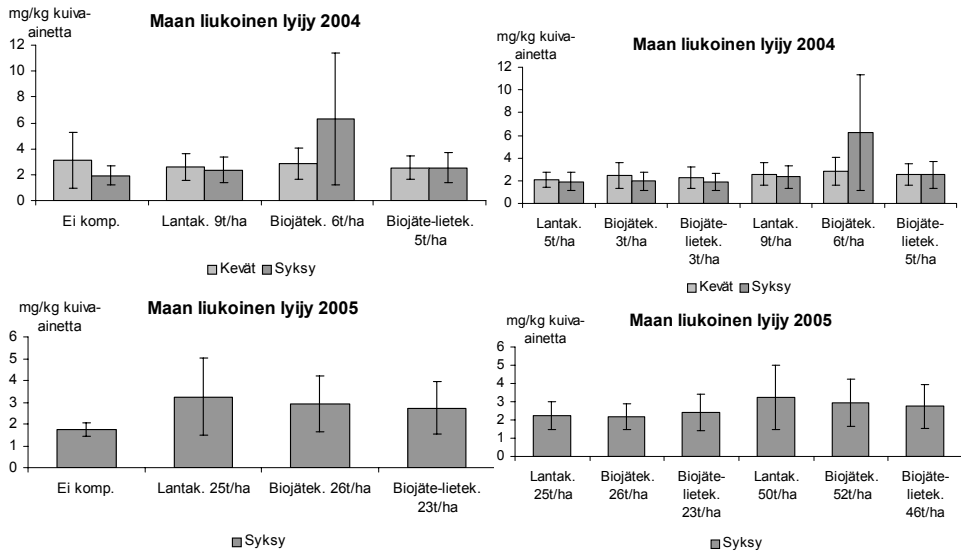 mg/kg kuiva-
ainetta
Maan liukoinen lyijy 2004
12
10
8
6
4
2
0
Ei komp.
Lantak. 9t/ha
Biojätek. 6t/ha
Biojäte-lietek.
5t/ha
Kevät
Syksy
mg/kg kuiva-
ainetta
Maan liukoinen lyijy 2004
12
10
8
6
4
2
0
Lantak.
5t/ha
Biojätek.
3t/ha
Biojäte-
lietek.
3t/ha
Lantak.
9t/ha
Biojätek.
6t/ha
Biojäte-
lietek.
5t/ha
Kevät
Syksy
mg/kg kuiva-
ainetta
Maan liukoinen lyijy 2005
6
5
4
3
2
1
0
Ei komp.
Lantak. 25t/ha
Biojätek. 26t/ha
Biojäte-lietek.
23t/ha
Syksy
mg/kg kuiva-
ainetta
Maan liukoinen lyijy 2005
6
5
4
3
2
1
0
Lantak.
25t/ha
Biojätek.
26t/ha
Biojäte-
lietek.
23t/ha
Lantak.
50t/ha
Biojätek.
52t/ha
Biojäte-
lietek.
46t/ha
Syksy